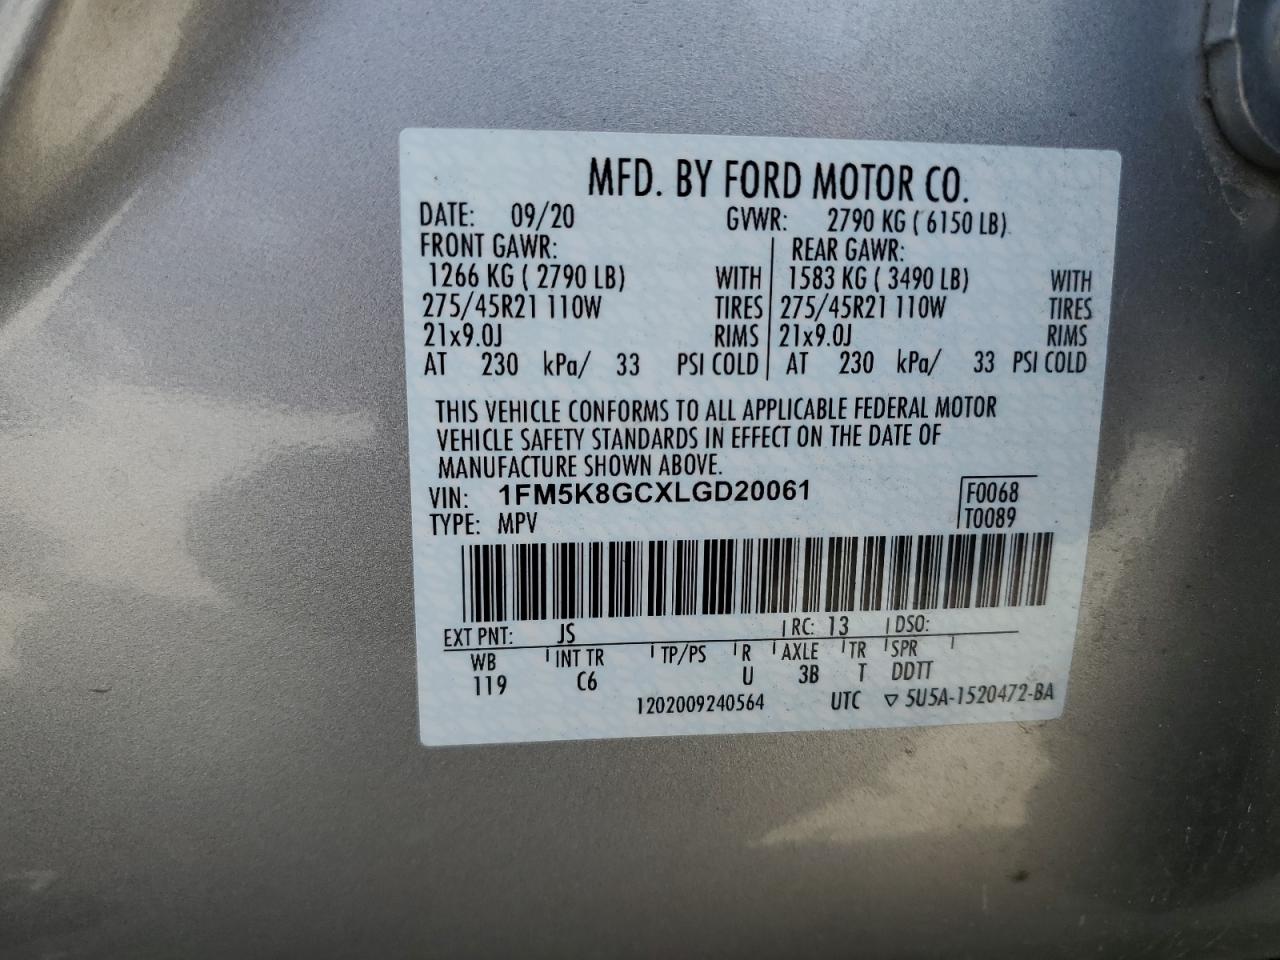 MFD. BY FORD MOTOR CO.
DATE: 09/20 GVWR: 2790 KG ( 6150 LB)
FRONT GAWR: REAR GAWR:
1266 KG ( 2790 LB) WITH 1583 KG ( 3490 LB) WITH
275/45R21 110W TIRES 275/45R21 110W TIRES
21x9.0J RIMS 21x9.0J RIMS
AT 230 kPa/ 33 PSI COLD AT 230 kPa/ 33 PSI COLD
THIS VEHICLE CONFORMS TO ALL APPLICABLE FEDERAL MOTOR
VEHICLE SAFETY STANDARDS IN EFFECT ON THE DATE OF
MANUFACTURE SHOWN ABOVE.
VIN: 1FM5K8GCXLGD20061 F0068
TYPE: MPV T0089
EXT PNT: JS RC: 13 DSO:
WB INT TR TP/PS R AXLE TR SPR
119 C6 U 3B T DDTT
1202009240564 UTC ▽ 5U5A-1520472-BA